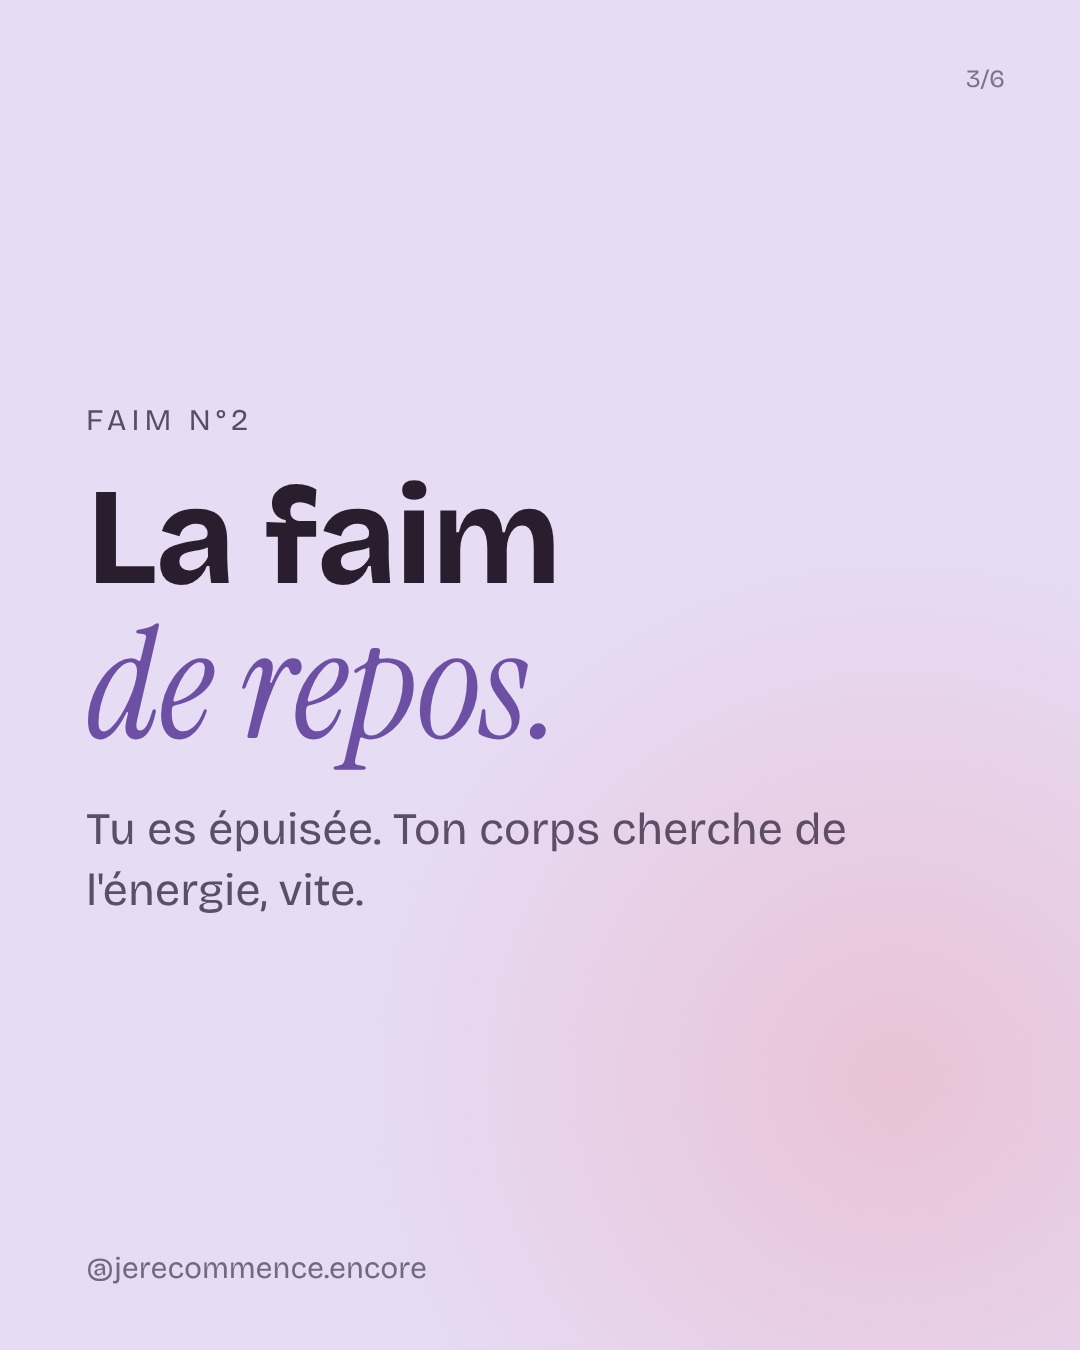 3/6
FAIM N°2
La faim
de repos.
Tu es épuisée. Ton corps cherche de
l'énergie, vite.
@jerecommence.encore